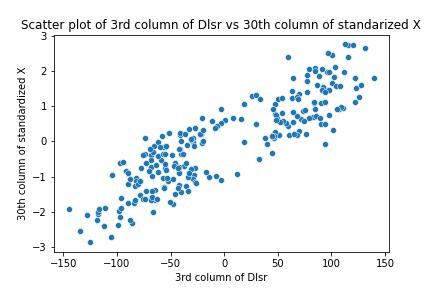 Scatter plot of 3rd column of Dlsr vs 30th column of standarized X
3
2
1
0
−1
−2
−3
30th column of standardized X
−150 −100 −50 0 50 100 150
3rd column of Dlsr